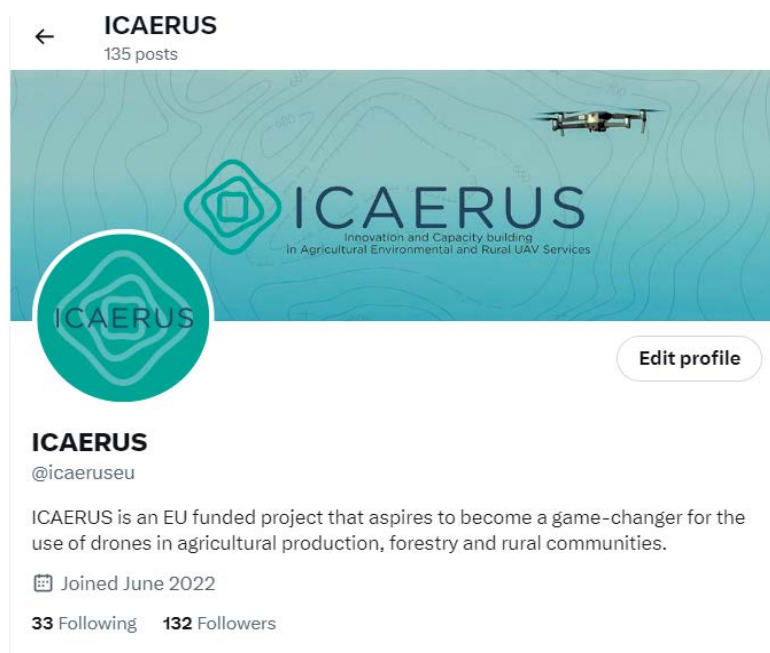 ICAERUS
135 posts
ICAERUS
Innovation and Capacity building
in Agricultural Environmental and Rural UAV Services
ICAERUS
Edit profile
ICAERUS
@icaeruseu
ICAERUS is an EU funded project that aspires to become a game-changer for the
use of drones in agricultural production, forestry and rural communities.
Joined June 2022
33 Following 132 Followers